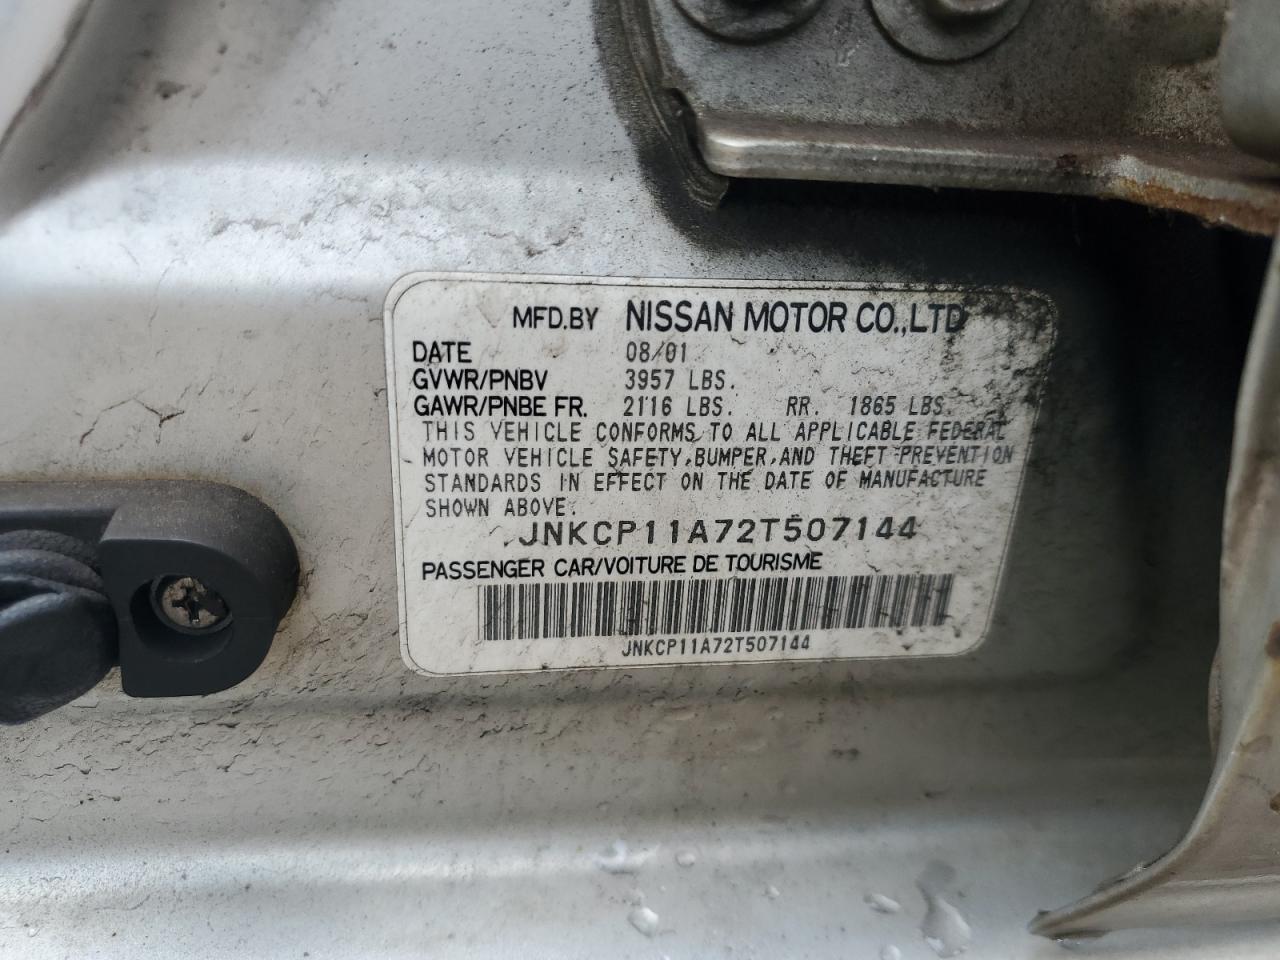 MFD.BY NISSAN MOTOR CO.,LTD
DATE 08/01
GVWR/PNBV 3957 LBS.
GAWR/PNBE FR. 2116 LBS. RR. 1865 LBS.
THIS VEHICLE CONFORMS TO ALL APPLICABLE FEDERAL
MOTOR VEHICLE SAFETY,BUMPER,AND THEFT PREVENTION
STANDARDS IN EFFECT ON THE DATE OF MANUFACTURE
SHOWN ABOVE.
JNKCP11A72T507144
PASSENGER CAR/VOITURE DE TOURISME
JNKCP11A72T507144